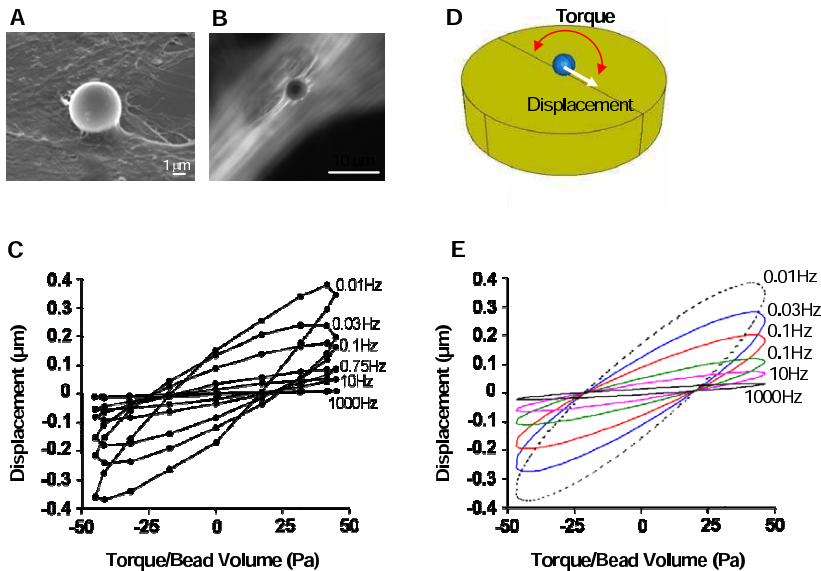 A
1 μm
B
10 μm
D
Torque
Displacement
C
0.4
0.3
0.2
0.1
0
-0.1
-0.2
-0.3
-0.4
Displacement (μm)
0.01Hz
0.03Hz
0.1Hz
0.75Hz
10Hz
1000Hz
-50
-25
0
25
50
Torque/Bead Volume (Pa)
E
0.4
0.3
0.2
0.1
0
-0.1
-0.2
-0.3
-0.4
Displacement (μm)
0.01Hz
0.03Hz
0.1Hz
0.1Hz
10Hz
1000Hz
-50
-25
0
25
50
Torque/Bead Volume (Pa)